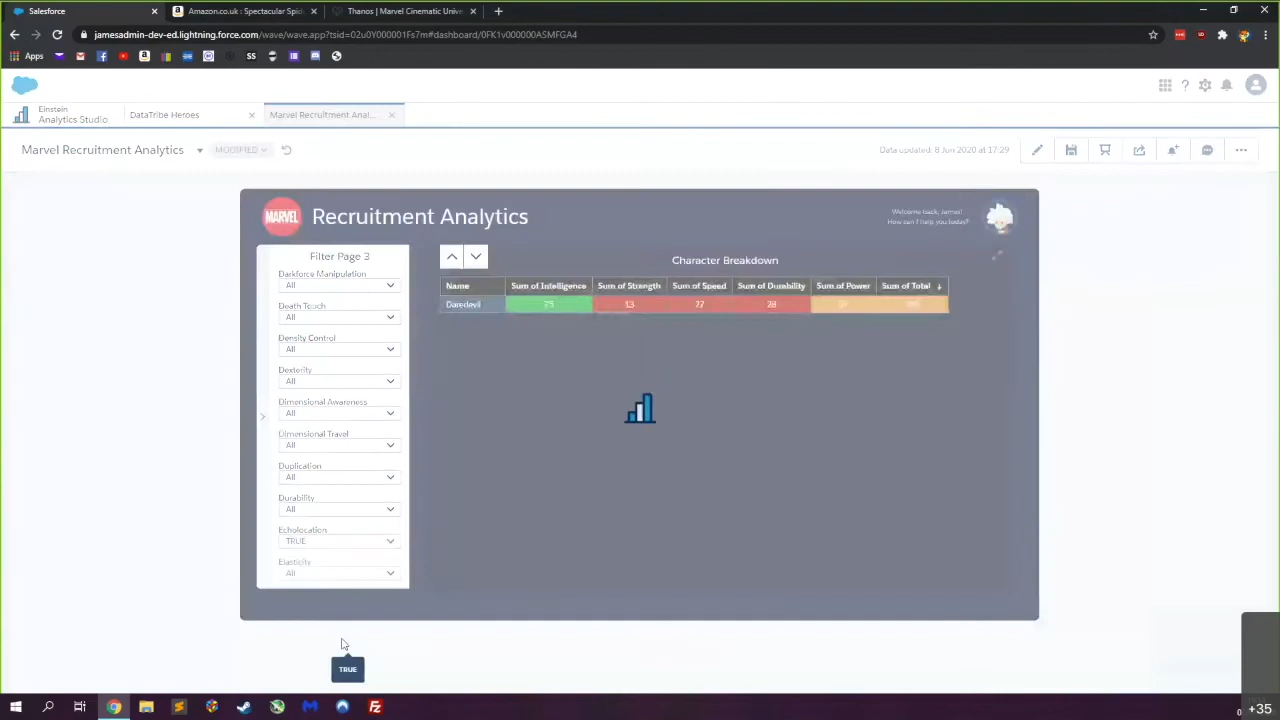 Salesforce
Amazon.co.uk : Spectacular Spid
Thanos | Marvel Cinematic Univ
jamesadmin-dev-ed.lightning.force.com/wave/wave.app?tsid=02u0Y000001Fs7m#dashboard/0FK1v000000ASMFGA4
Apps
SS
Einstein
Analytics Studio
DataTribe Heroes
Marvel Recruitment Anal...
Marvel Recruitment Analytics
MODIFIED
Data updated: 8 Jun 2020 at 17:29
MARVEL
Recruitment Analytics
Welcome back, James!
How can I help you today?
Filter Page 3
Darkforce Manipulation
All
Death Touch
All
Density Control
All
Dexterity
All
Dimensional Awareness
All
Dimensional Travel
All
Duplication
All
Durability
All
Echolocation
TRUE
Elasticity
All
Character Breakdown
Name Sum of Intelligence Sum of Strength Sum of Speed Sum of Durability Sum of Power Sum of Total ↓
Daredevil 75 13 27 28
TRUE
+35